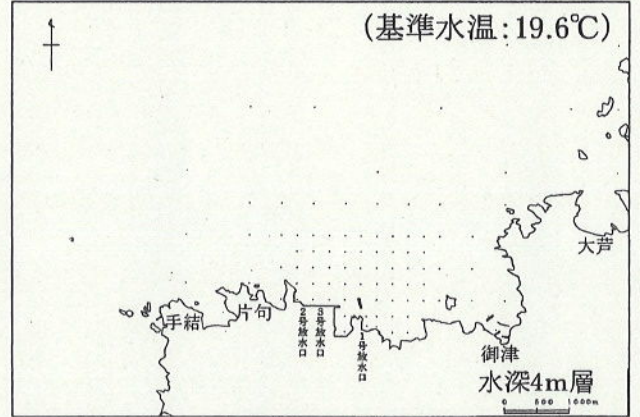 (基準水温:19.6℃)
大芦
手結
片句
2号放水口
3号放水口
1号放水口
御津
水深4m層
0 500 1000m